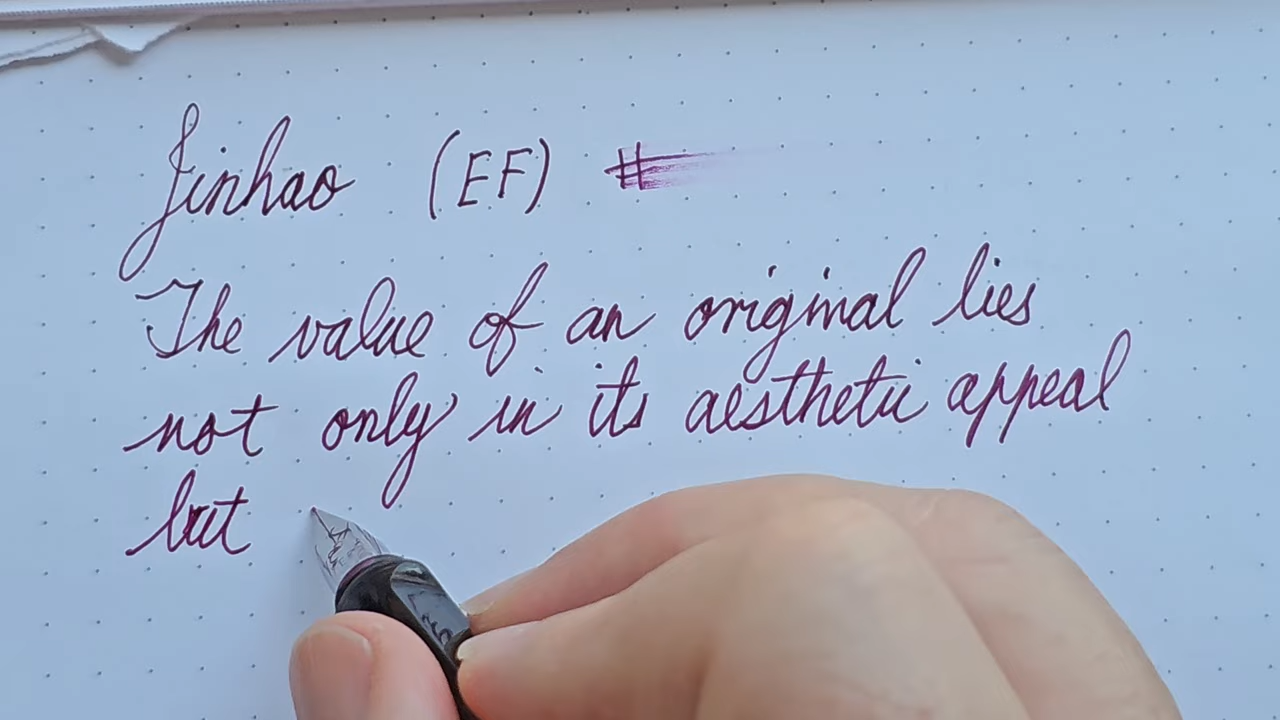 Jinhao (EF) #
The value of an original lies
not only in its aesthetic appeal
but